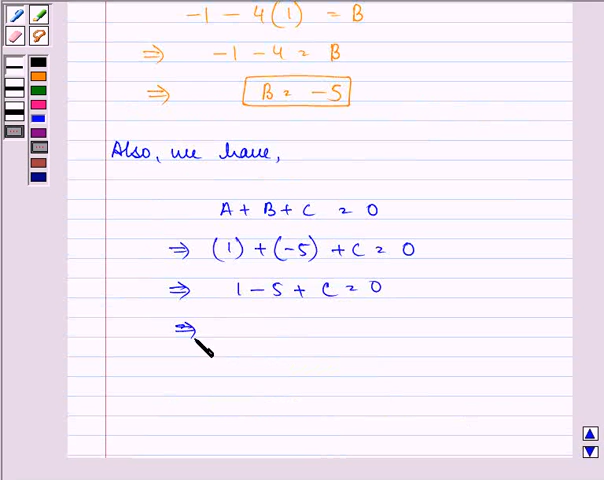 -1 - 4(1) = B
⇒ -1 - 4 = B
⇒ B = -5
Also, we have,
A + B + C = 0
⇒ (1) + (-5) + C = 0
⇒ 1 - 5 + C = 0
⇒